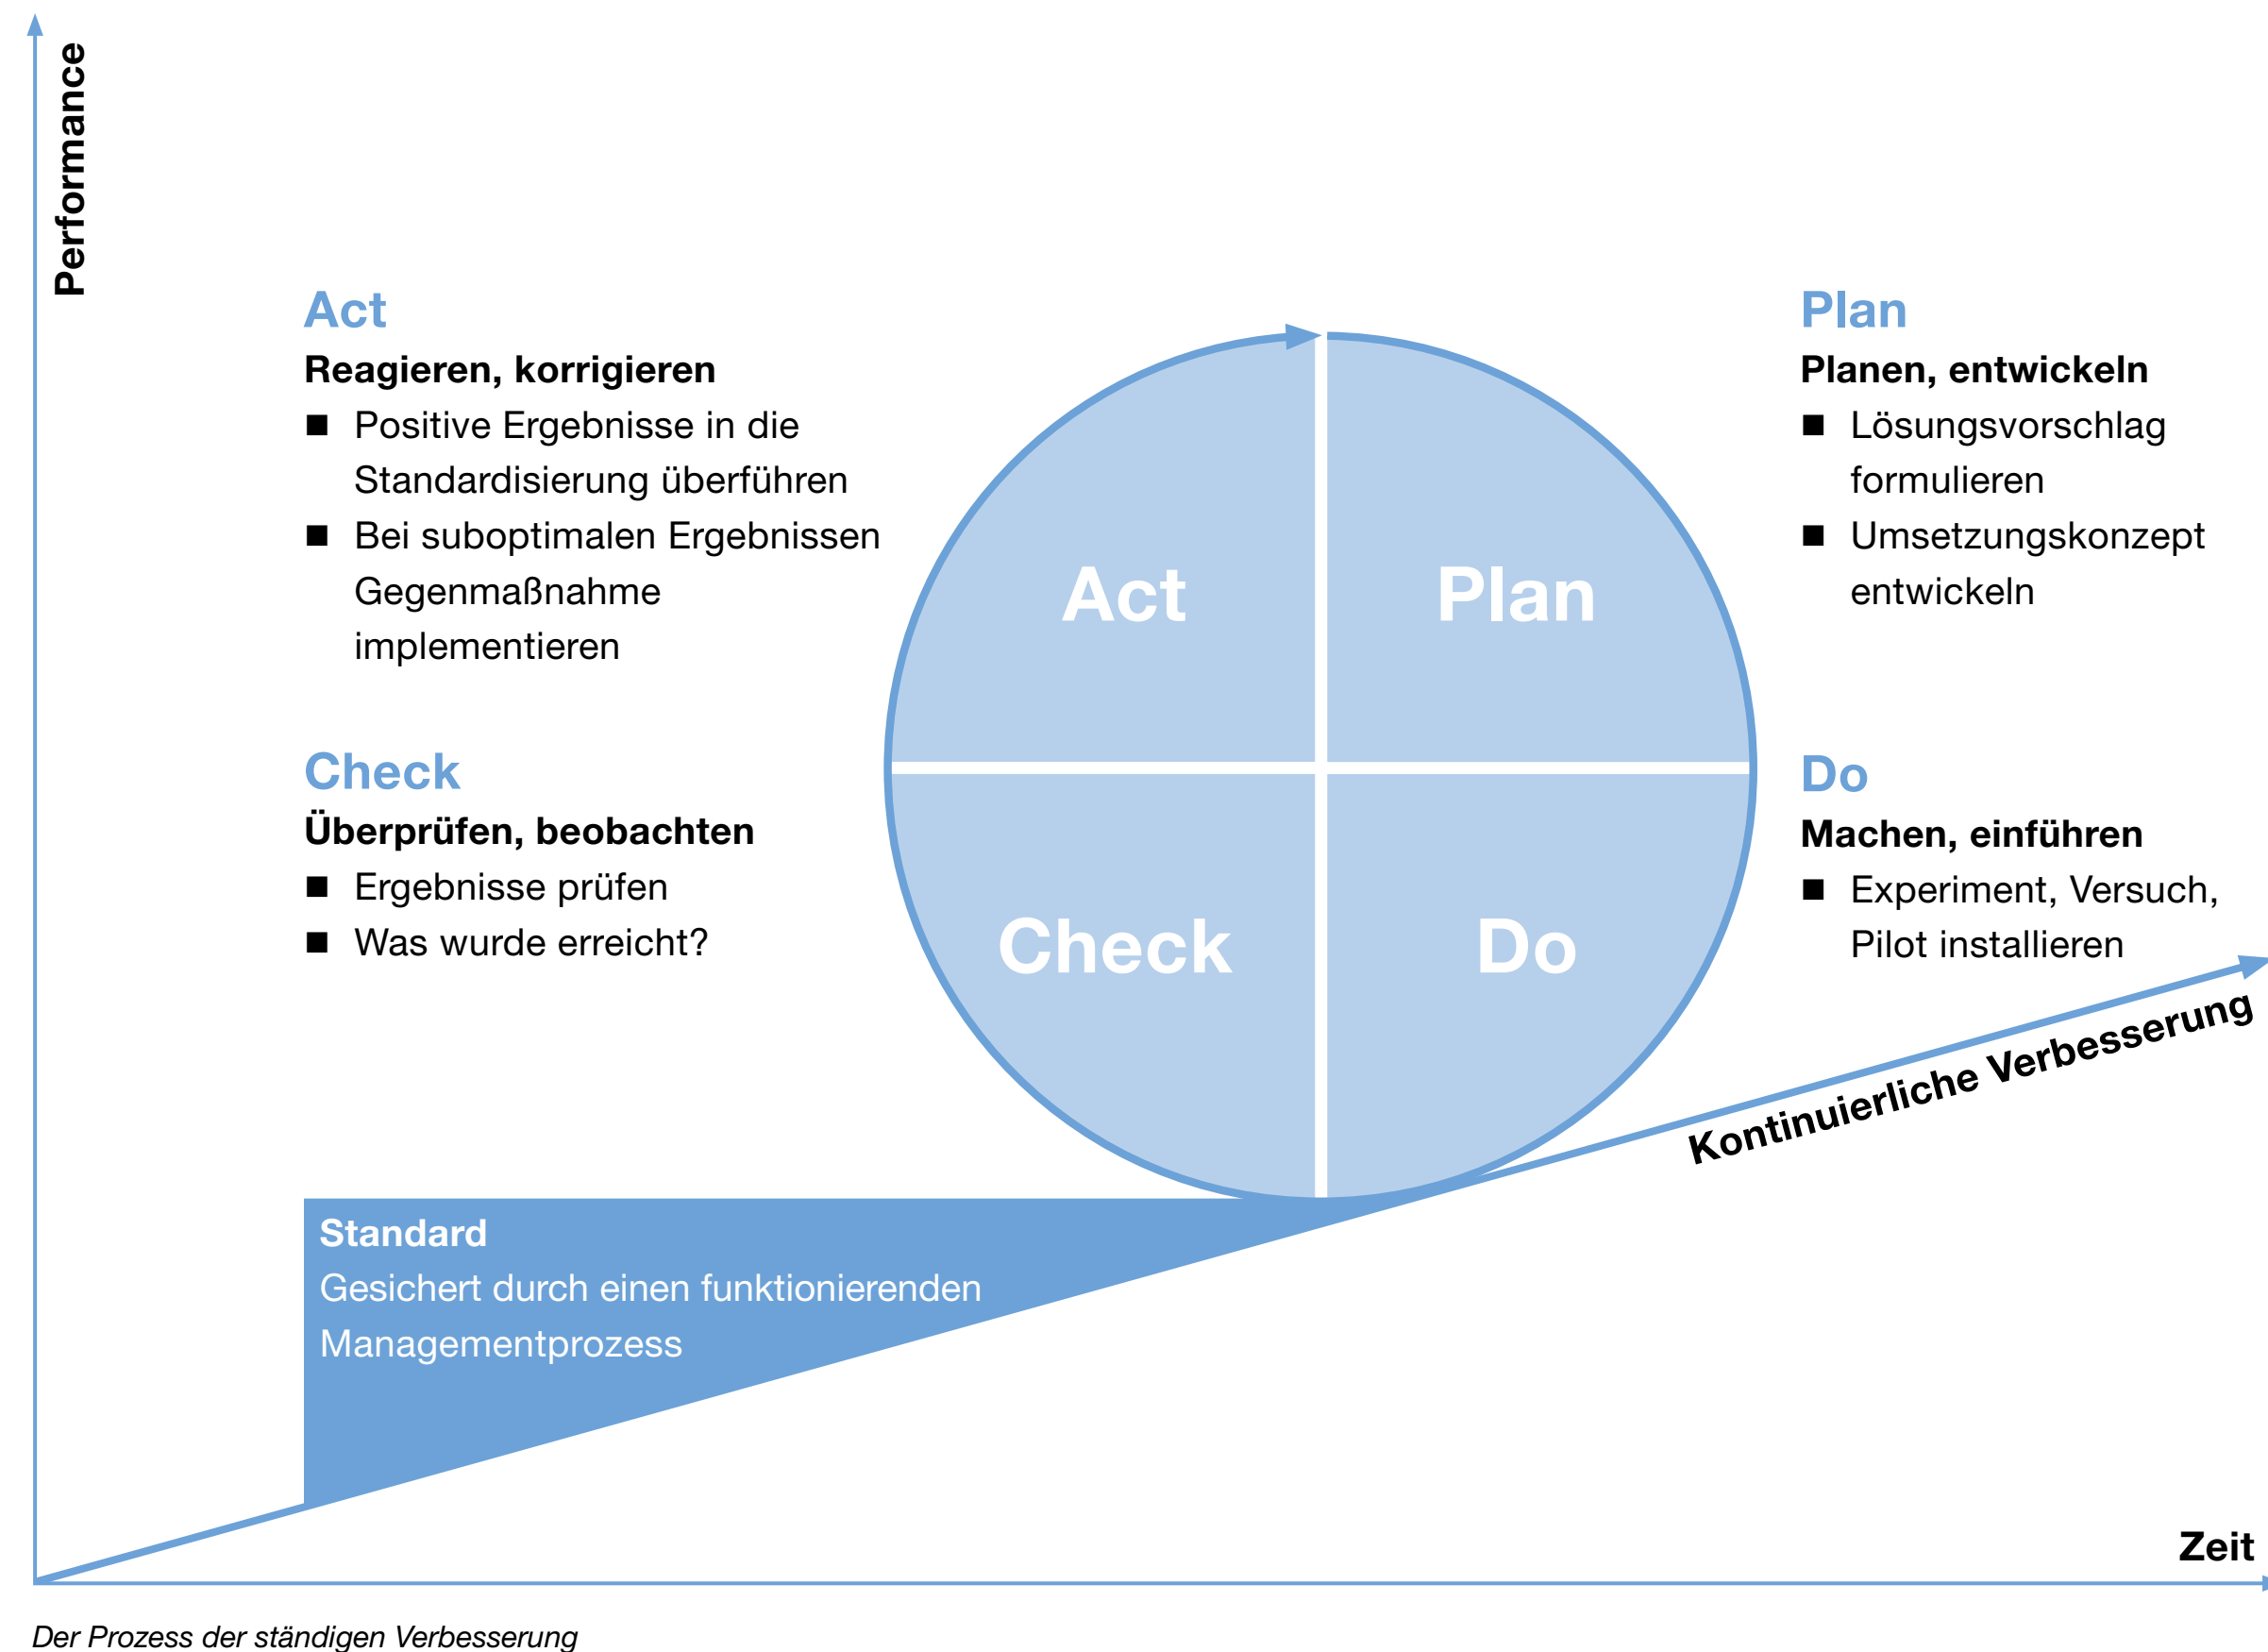 Performance
Act
Reagieren, korrigieren
■ Positive Ergebnisse in die
Standardisierung überführen
■ Bei suboptimalen Ergebnissen
Gegenmaßnahme
implementieren
Check
Überprüfen, beobachten
■ Ergebnisse prüfen
■ Was wurde erreicht?
Act
Plan
Check
Do
Plan
Planen, entwickeln
■ Lösungsvorschlag
formulieren
■ Umsetzungskonzept
entwickeln
Do
Machen, einführen
■ Experiment, Versuch,
Pilot installieren
Kontinuierliche Verbesserung
Standard
Gesichert durch einen funktionierenden
Managementprozess
Zeit
Der Prozess der ständigen Verbesserung